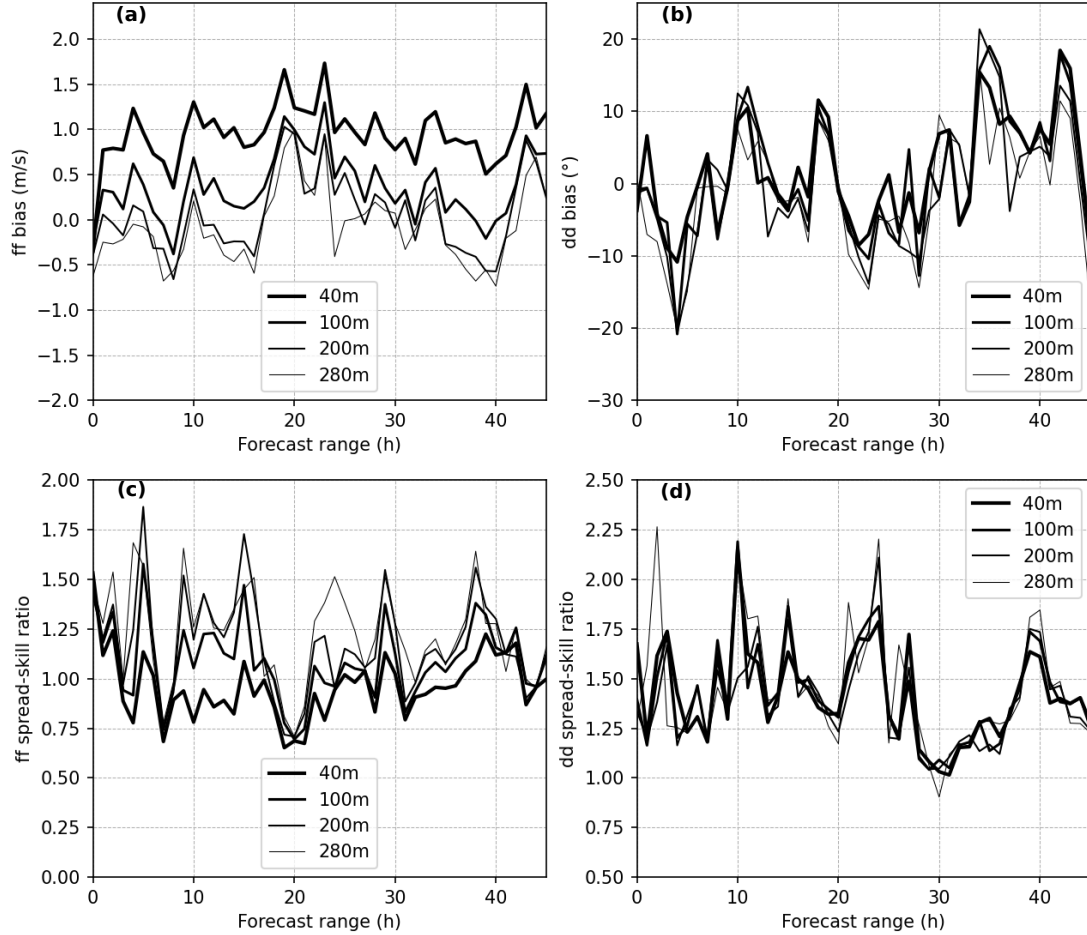 (a)
ff bias (m/s)
2.0
1.5
1.0
0.5
0.0
−0.5
−1.0
−1.5
−2.0
40m
100m
200m
280m
0 10 20 30 40
Forecast range (h)
(b)
dd bias (°)
20
10
0
−10
−20
−30
40m
100m
200m
280m
0 10 20 30 40
Forecast range (h)
(c)
ff spread-skill ratio
2.00
1.75
1.50
1.25
1.00
0.75
0.50
0.25
0.00
40m
100m
200m
280m
0 10 20 30 40
Forecast range (h)
(d)
dd spread-skill ratio
2.50
2.25
2.00
1.75
1.50
1.25
1.00
0.75
0.50
40m
100m
200m
280m
0 10 20 30 40
Forecast range (h)